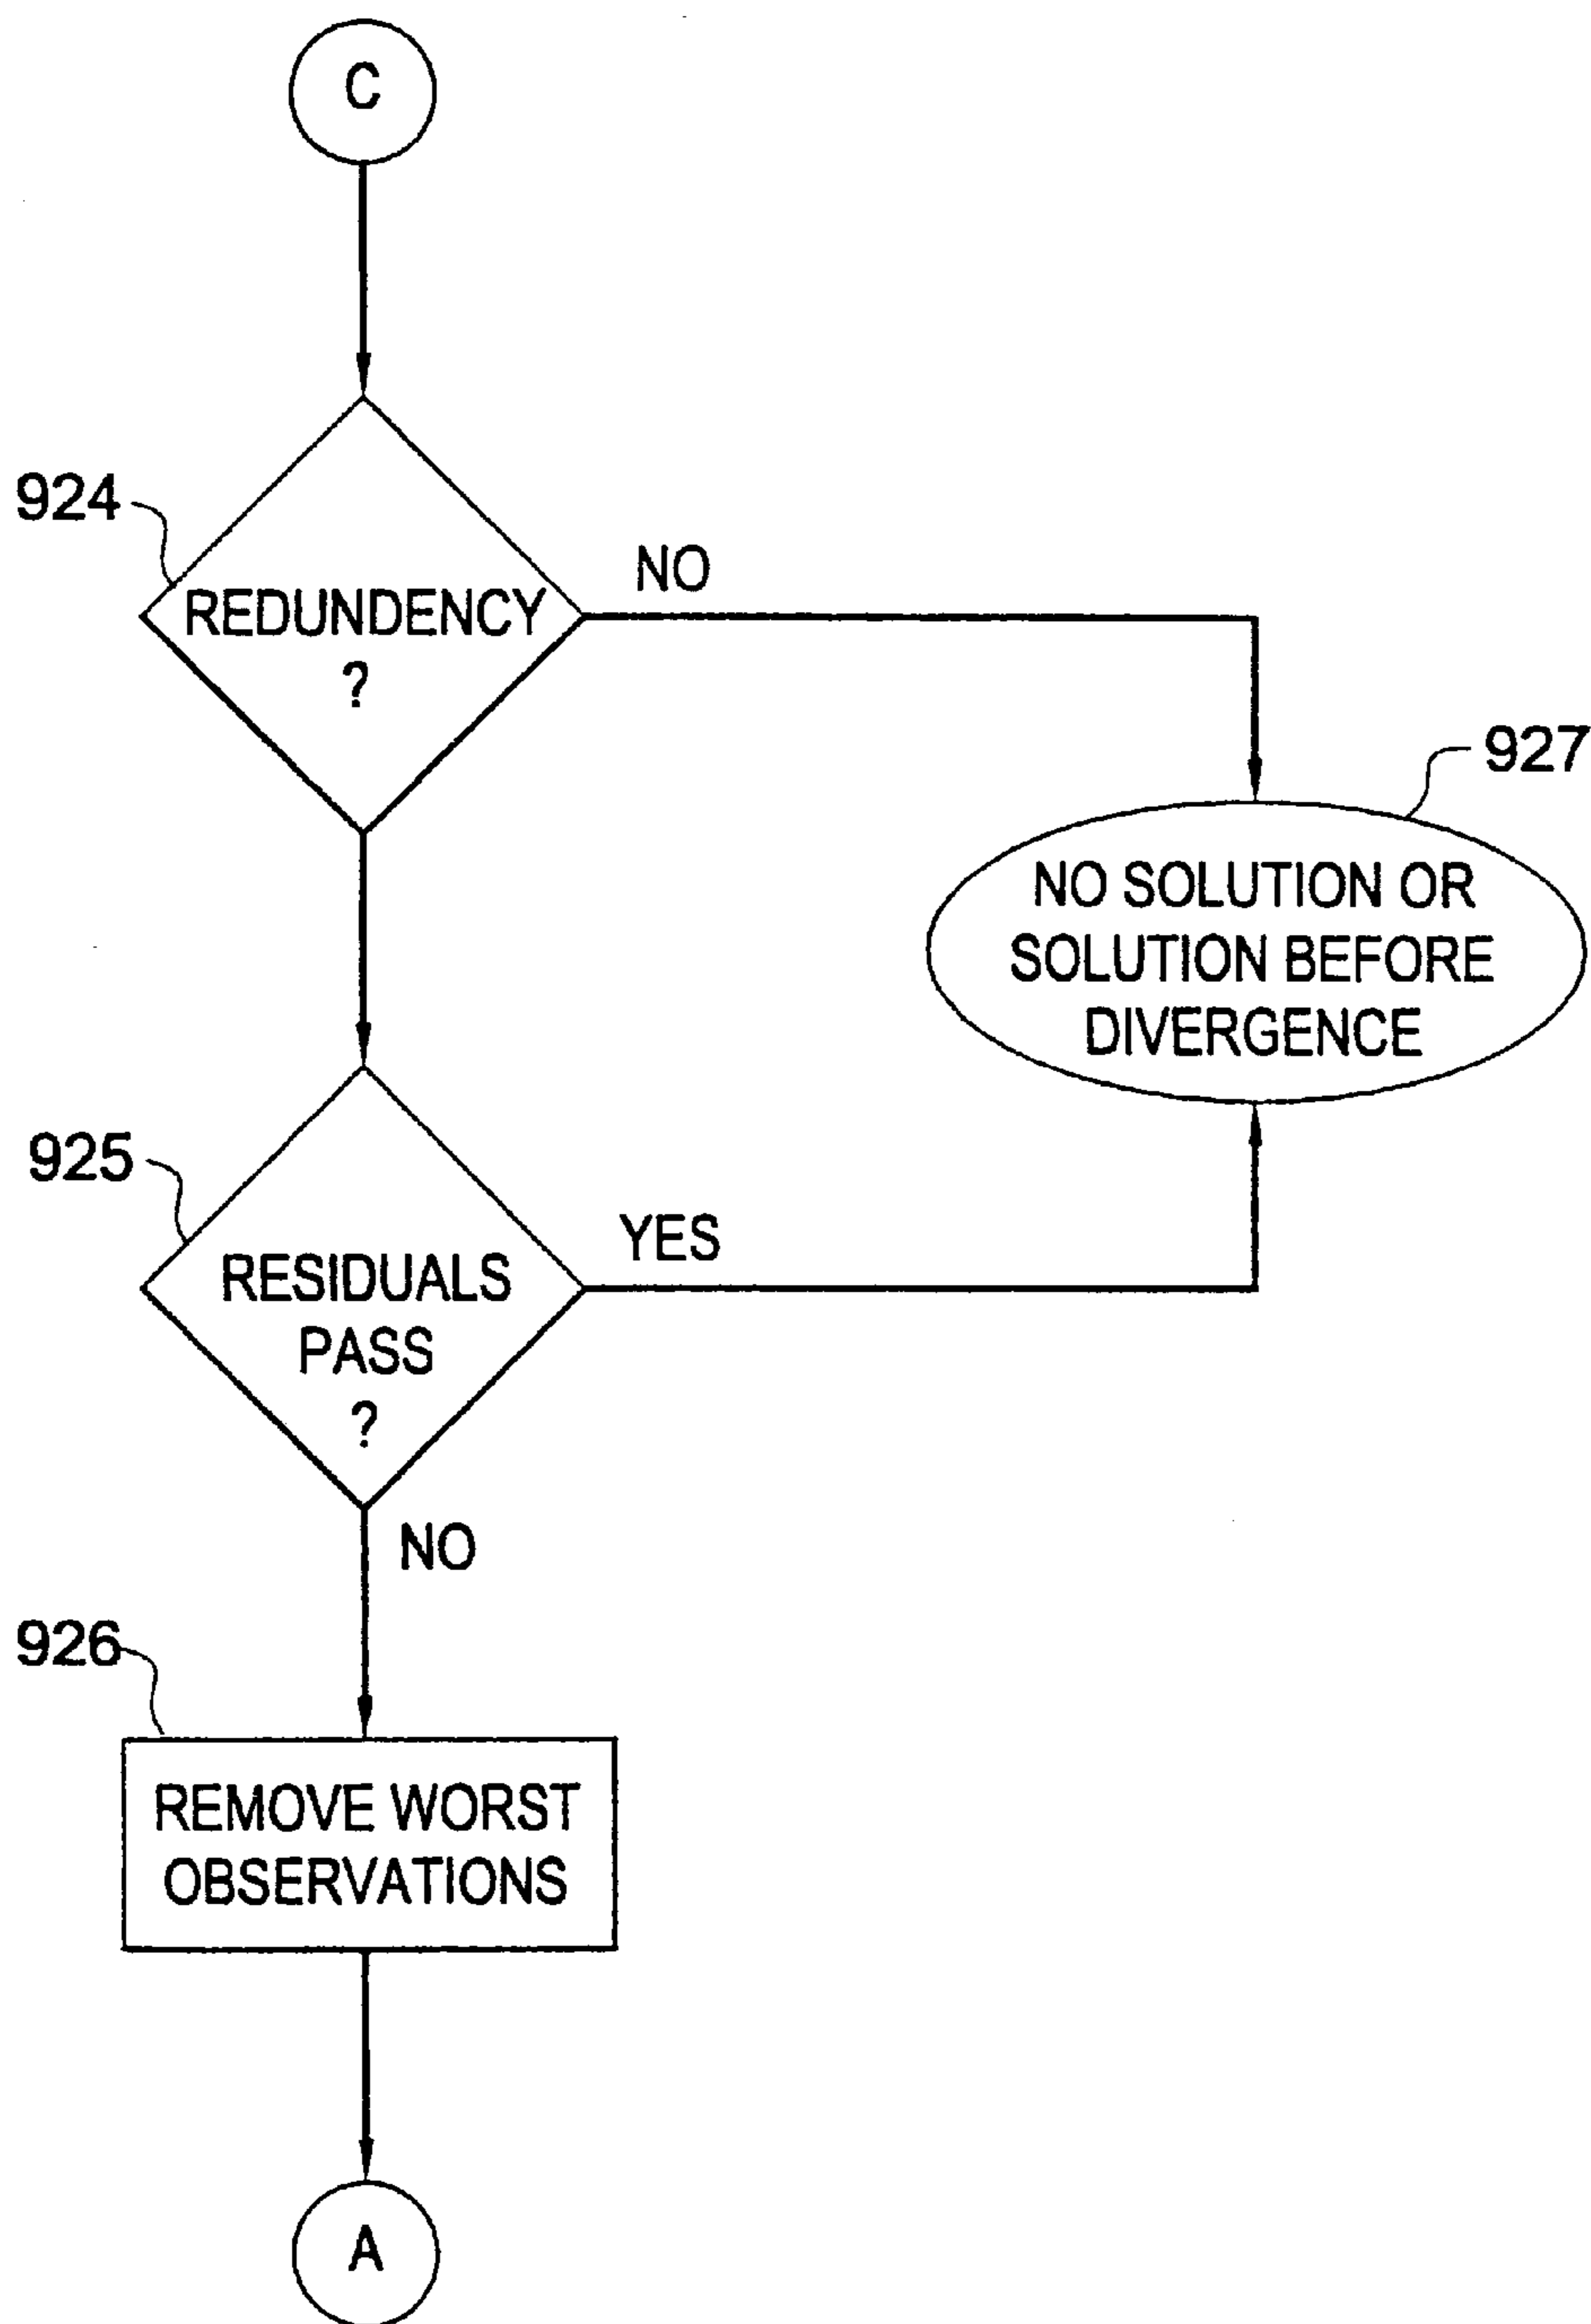 C
924
NO
REDUNDENCY
?
927
NO SOLUTION OR
SOLUTION BEFORE
DIVERGENCE
925
YES
RESIDUALS
PASS
?
NO
926
REMOVE WORST
OBSERVATIONS
A